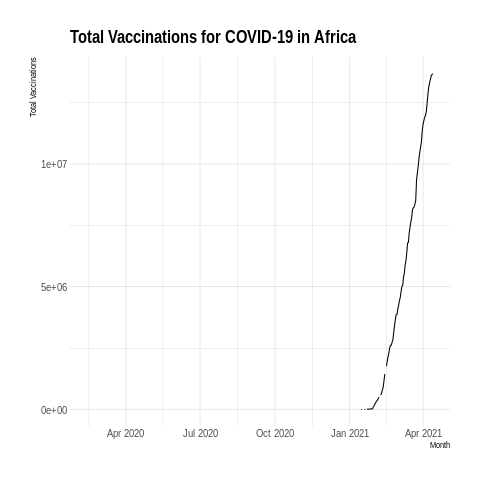 Total Vaccinations for COVID-19 in Africa
Total Vaccinations
1e+07
5e+06
0e+00
Apr 2020 Jul 2020 Oct 2020 Jan 2021 Apr 2021
Month